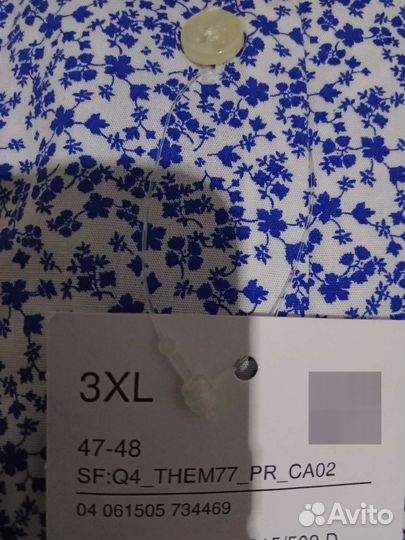 3XL
47-48
SF:Q4_THEM77_PR_CA02
04 061505 734469
Avito